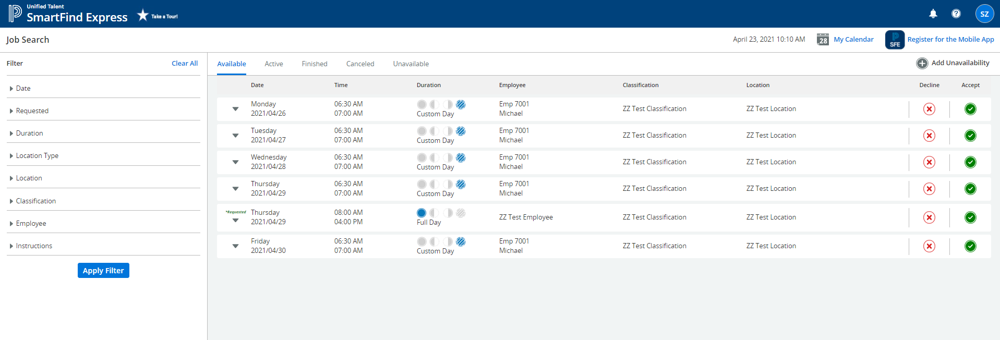 Unified Talent
SmartFind Express
Take a Tour!
SZ
Job Search
April 23, 2021 10:10 AM
28
My Calendar
SFE
Register for the Mobile App
Filter
Clear All
Date
Requested
Duration
Location Type
Location
Classification
Employee
Instructions
Apply Filter
Available Active Finished Canceled Unavailable
Add Unavailability
Date Time Duration Employee Classification Location Decline Accept
Monday 06:30 AM Emp 7001
2021/04/26 07:00 AM Custom Day Michael ZZ Test Classification ZZ Test Location
Tuesday 06:30 AM Emp 7001
2021/04/27 07:00 AM Custom Day Michael ZZ Test Classification ZZ Test Location
Wednesday 06:30 AM Emp 7001
2021/04/28 07:00 AM Custom Day Michael ZZ Test Classification ZZ Test Location
Thursday 06:30 AM Emp 7001
2021/04/29 07:00 AM Custom Day Michael ZZ Test Classification ZZ Test Location
*Requested Thursday 08:00 AM
2021/04/29 04:00 PM Full Day ZZ Test Employee ZZ Test Classification ZZ Test Location
Friday 06:30 AM Emp 7001
2021/04/30 07:00 AM Custom Day Michael ZZ Test Classification ZZ Test Location